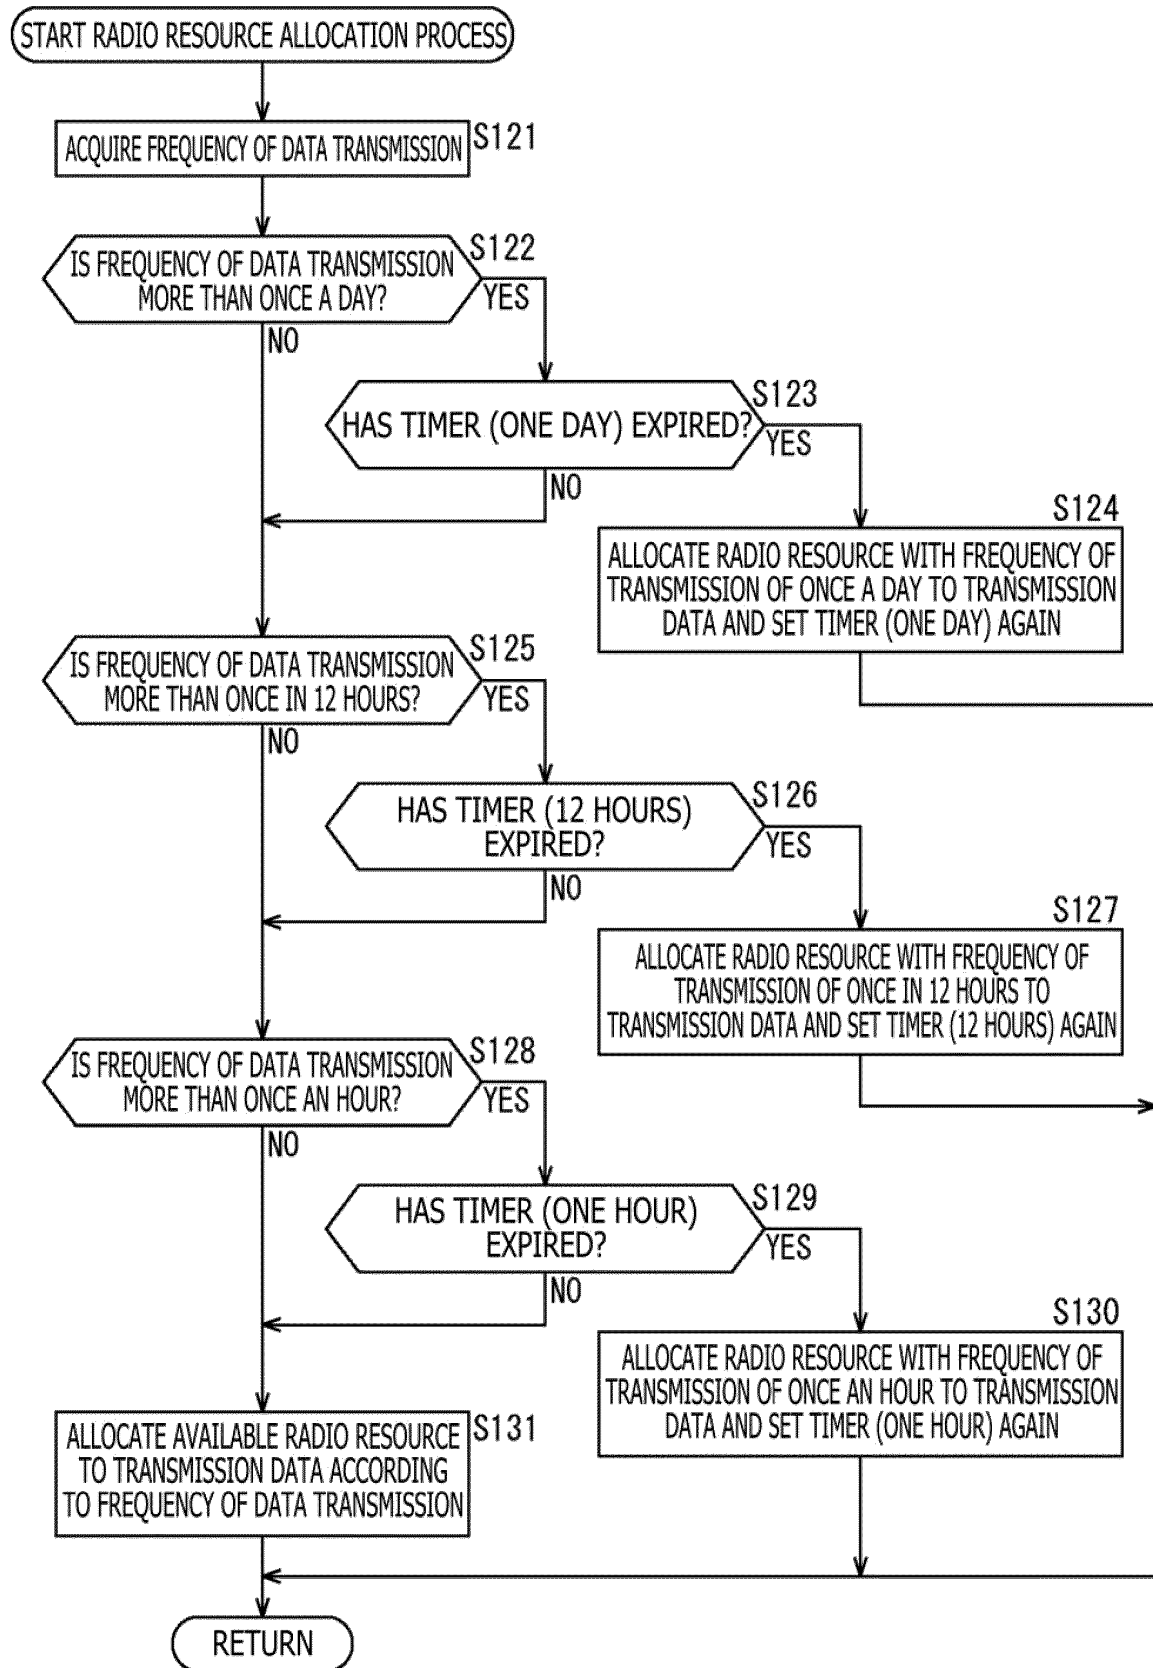 START RADIO RESOURCE ALLOCATION PROCESS
S121
ACQUIRE FREQUENCY OF DATA TRANSMISSION
S122
IS FREQUENCY OF DATA TRANSMISSION
MORE THAN ONCE A DAY?
YES
NO
S123
HAS TIMER (ONE DAY) EXPIRED?
YES
NO
S124
ALLOCATE RADIO RESOURCE WITH FREQUENCY OF
TRANSMISSION OF ONCE A DAY TO TRANSMISSION
DATA AND SET TIMER (ONE DAY) AGAIN
S125
IS FREQUENCY OF DATA TRANSMISSION
MORE THAN ONCE IN 12 HOURS?
YES
NO
S126
HAS TIMER (12 HOURS)
EXPIRED?
YES
NO
S127
ALLOCATE RADIO RESOURCE WITH FREQUENCY OF
TRANSMISSION OF ONCE IN 12 HOURS TO
TRANSMISSION DATA AND SET TIMER (12 HOURS) AGAIN
S128
IS FREQUENCY OF DATA TRANSMISSION
MORE THAN ONCE AN HOUR?
YES
NO
S129
HAS TIMER (ONE HOUR)
EXPIRED?
YES
NO
S130
ALLOCATE RADIO RESOURCE WITH FREQUENCY OF
TRANSMISSION OF ONCE AN HOUR TO TRANSMISSION
DATA AND SET TIMER (ONE HOUR) AGAIN
S131
ALLOCATE AVAILABLE RADIO RESOURCE
TO TRANSMISSION DATA ACCORDING
TO FREQUENCY OF DATA TRANSMISSION
RETURN